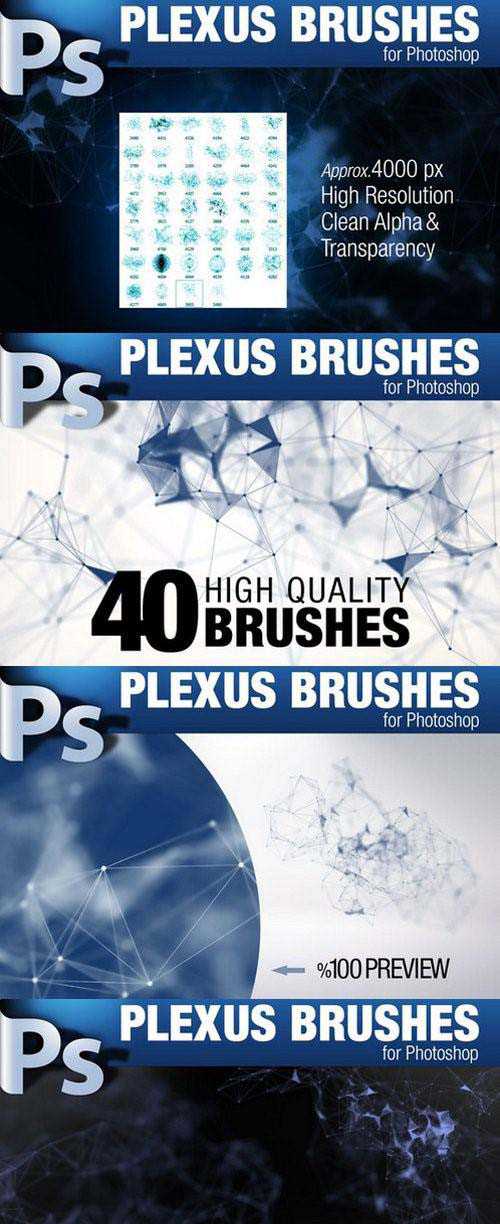 Ps
PLEXUS BRUSHES
for Photoshop
Approx.4000 px
High Resolution
Clean Alpha &
Transparency
Ps
PLEXUS BRUSHES
for Photoshop
40 HIGH QUALITY
BRUSHES
Ps
PLEXUS BRUSHES
for Photoshop
%100 PREVIEW
Ps
PLEXUS BRUSHES
for Photoshop